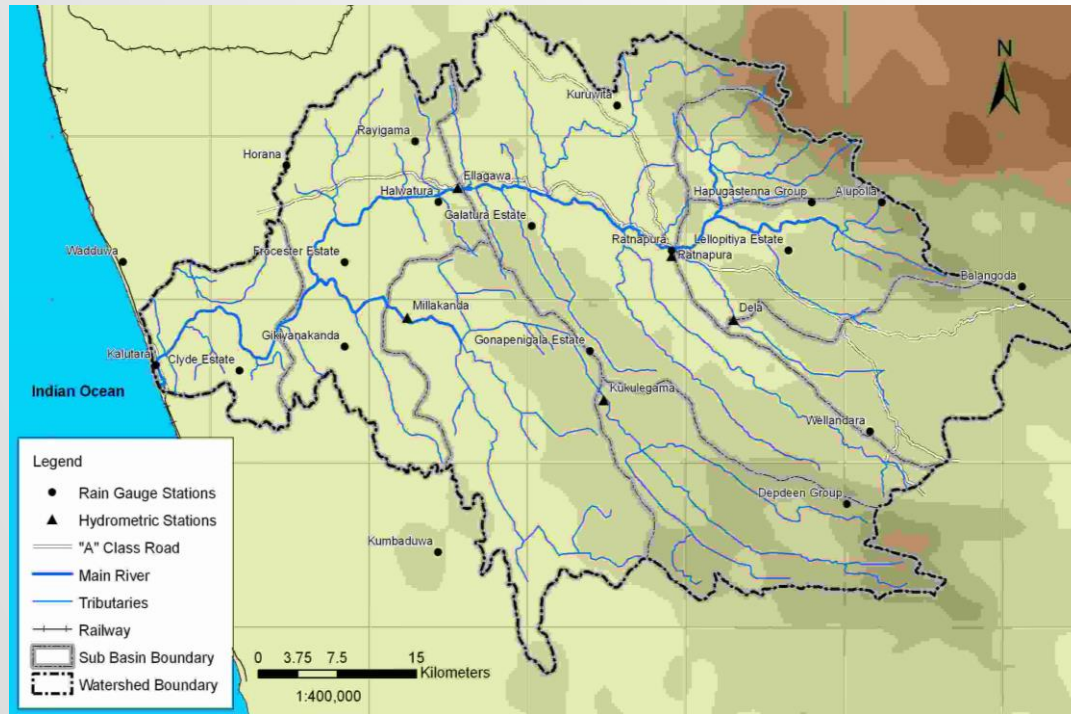 N
Kuruwita
Rayigama
Horana
Ellagawa
Halwatura
Hapugastenna Group
Alupolla
Galatura Estate
Ratnapura
Lellopitiya Estate
Ratnapura
Wadduwa
Frocester Estate
Balangoda
Millakanda
Dela
Gikiyanakanda
Gonapenigala Estate
Kalutara
Clyde Estate
Indian Ocean
Kukulegama
Wellandara
Depdeen Group
Kumbaduwa
Legend
Rain Gauge Stations
Hydrometric Stations
"A" Class Road
Main River
Tributaries
Railway
Sub Basin Boundary
Watershed Boundary
0 3.75 7.5 15
Kilometers
1:400,000